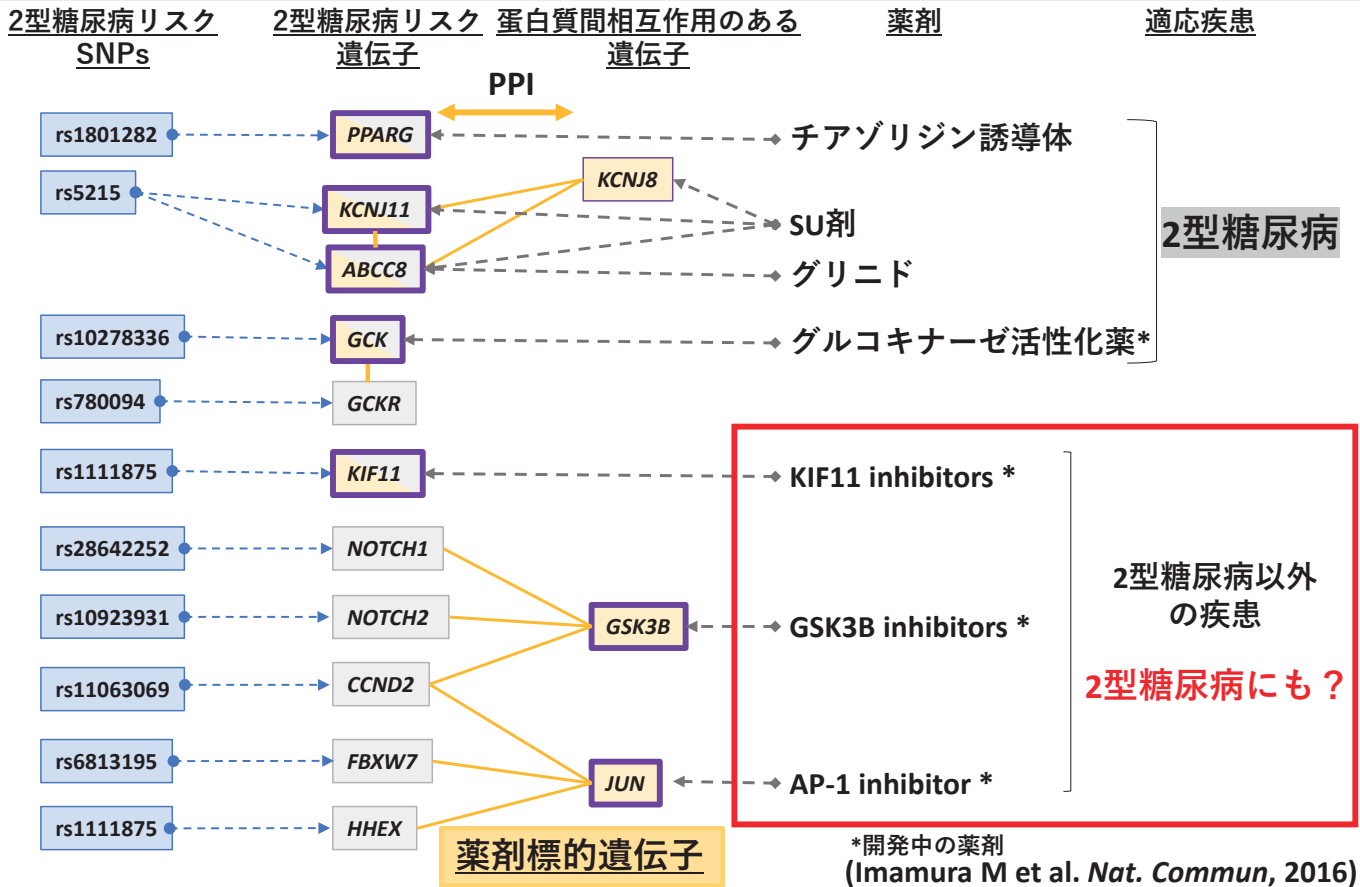 2型糖尿病リスク
SNPs
2型糖尿病リスク
遺伝子
蛋白質間相互作用のある
遺伝子
薬剤
適応疾患
PPI
rs1801282
PPARG
チアゾリジン誘導体
rs5215
KCNJ11
KCNJ8
SU剤
2型糖尿病
ABCC8
グリニド
rs10278336
GCK
グルコキナーゼ活性化薬*
rs780094
GCKR
rs1111875
KIF11
KIF11 inhibitors *
rs28642252
NOTCH1
2型糖尿病以外
の疾患
rs10923931
NOTCH2
GSK3B
GSK3B inhibitors *
2型糖尿病にも？
rs11063069
CCND2
rs6813195
FBXW7
JUN
AP-1 inhibitor *
rs1111875
HHEX
薬剤標的遺伝子
*開発中の薬剤
(Imamura M et al. Nat. Commun, 2016)